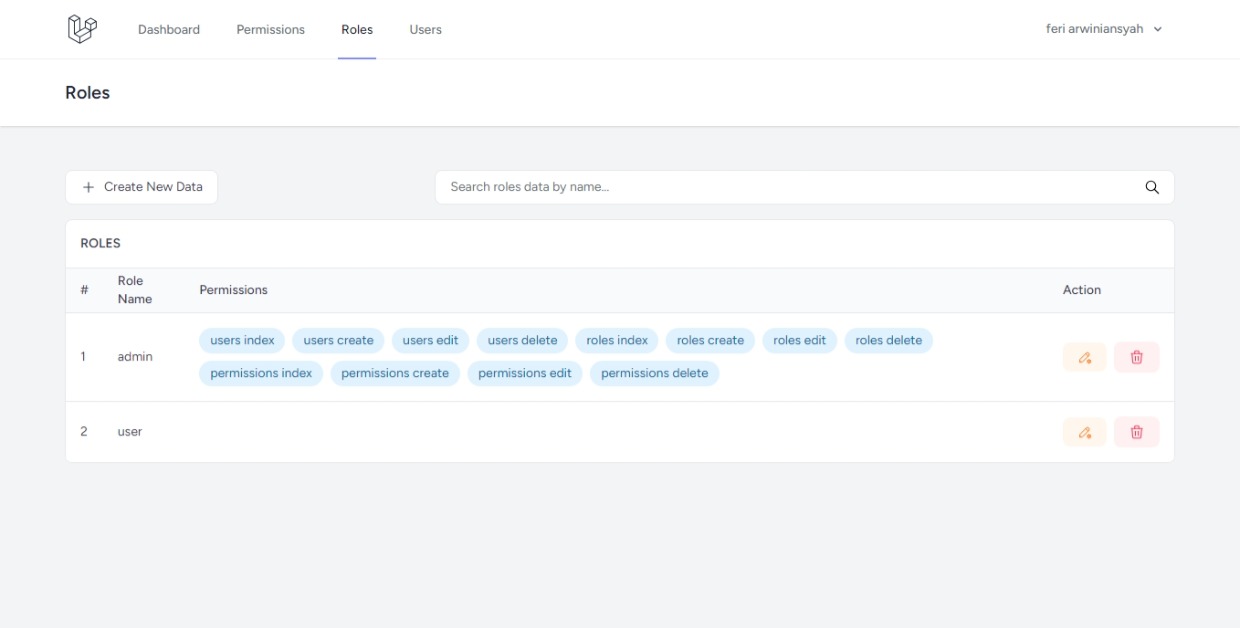 Dashboard Permissions Roles Users feri arwiniansyah
Roles
Create New Data Search roles data by name...
ROLES
# Role Name Permissions Action
1 admin users index users create users edit users delete roles index roles create roles edit roles delete
permissions index permissions create permissions edit permissions delete
2 user